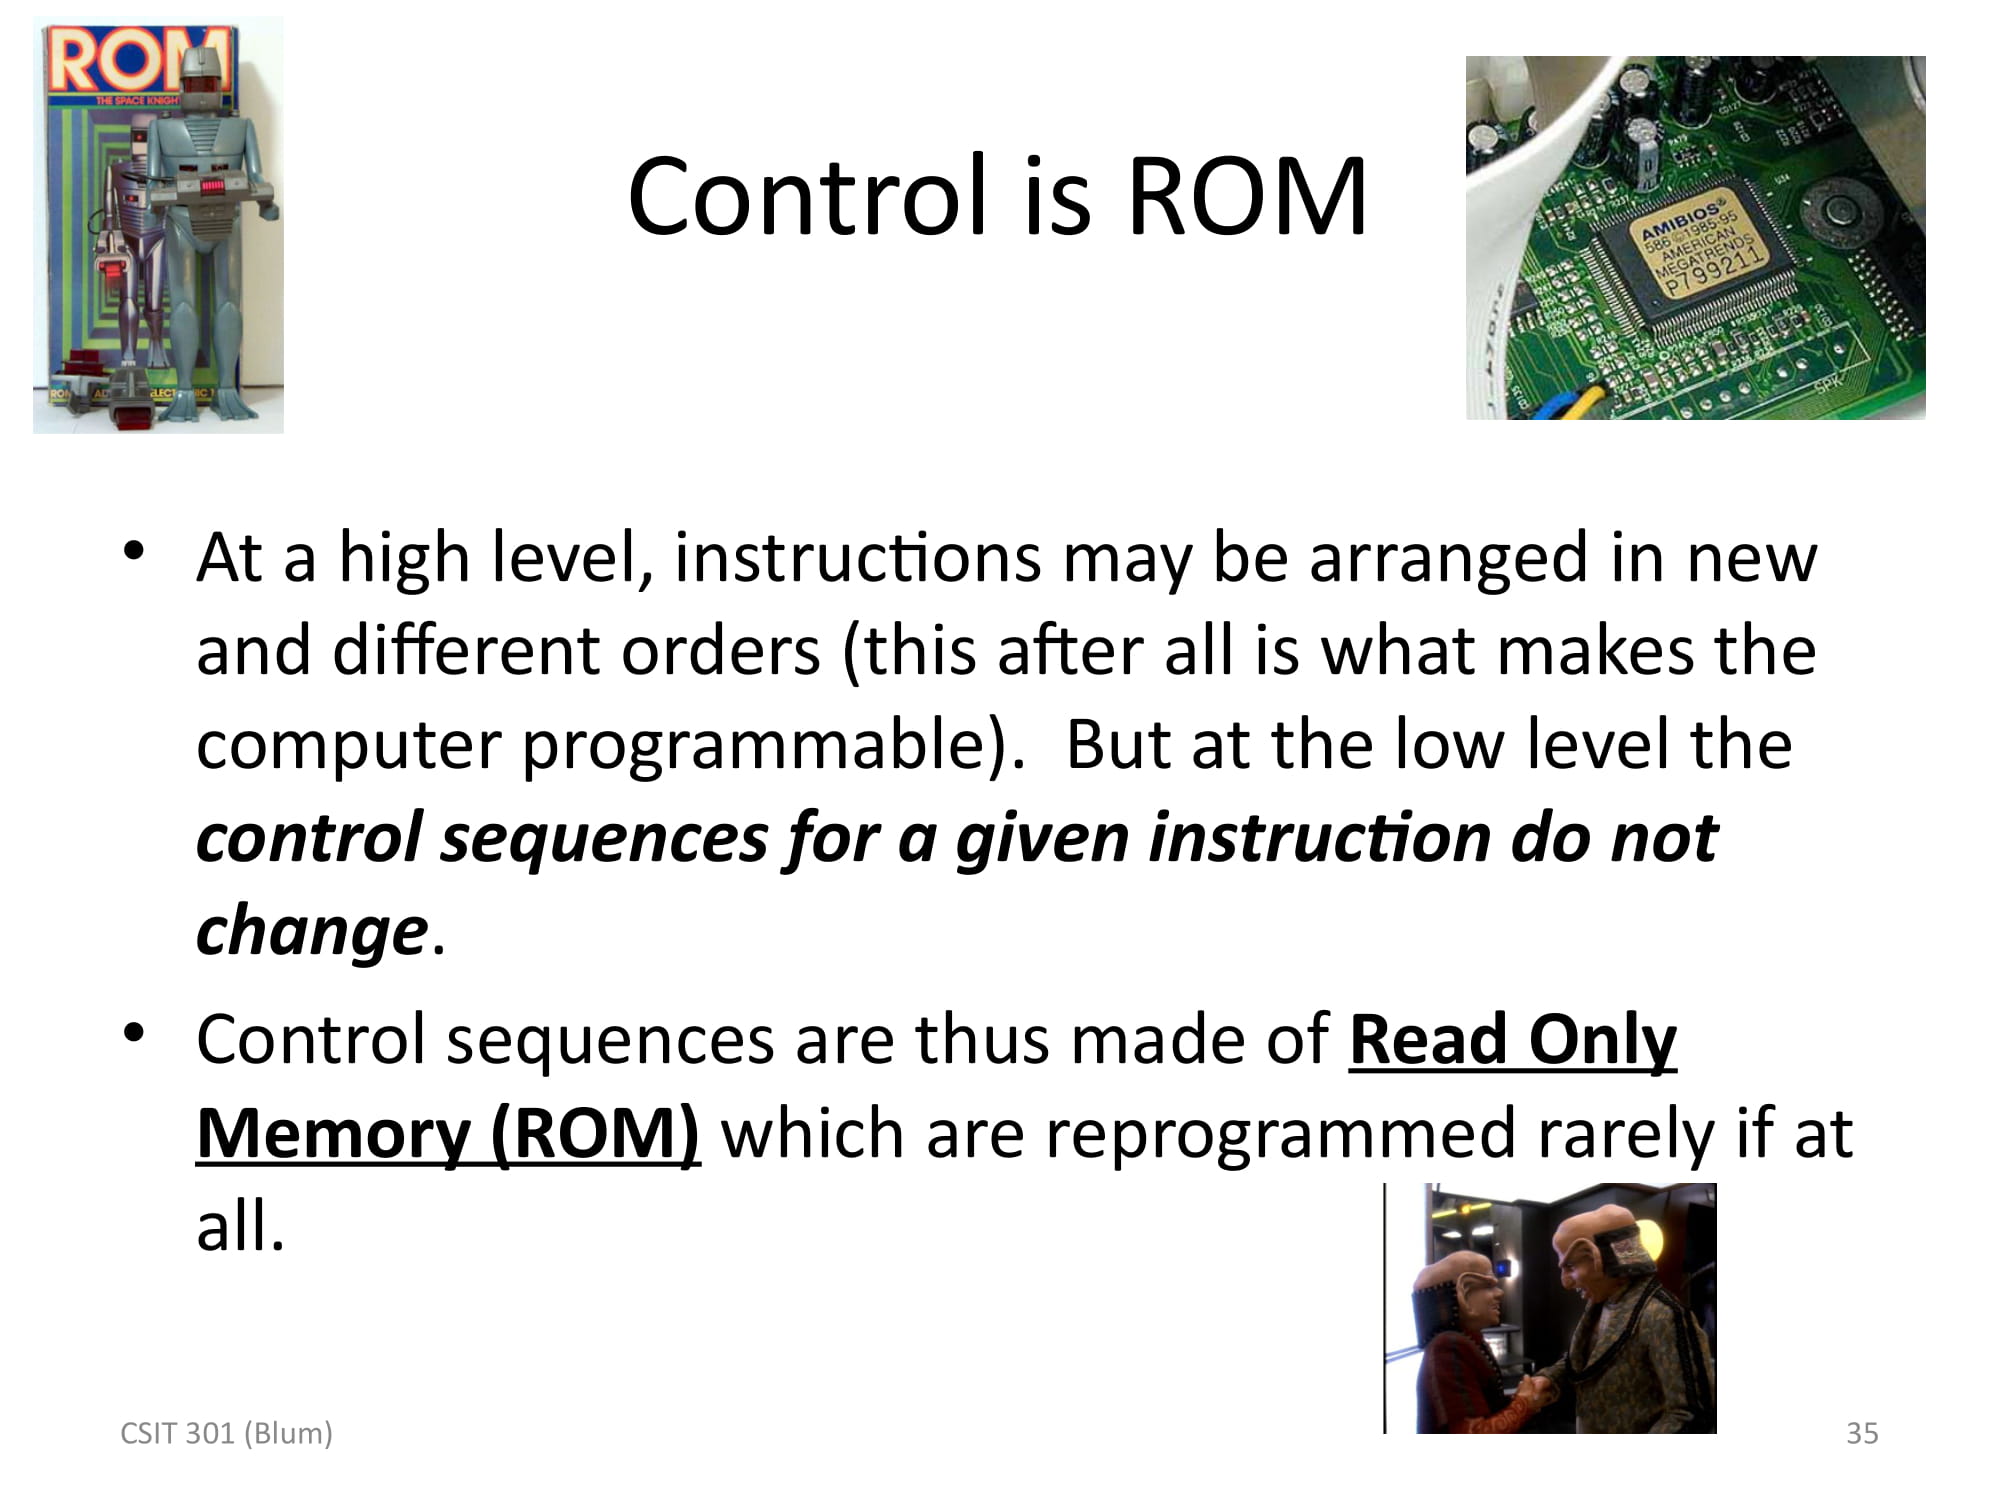 ROM
THE SPACE KNIGH
Control is ROM
AMIBIOS®
586 © 1985-95
AMERICAN
MEGATRENDS
P799211
SPK
• At a high level, instructions may be arranged in new
and different orders (this after all is what makes the
computer programmable).  But at the low level the
control sequences for a given instruction do not
change.
• Control sequences are thus made of Read Only
Memory (ROM) which are reprogrammed rarely if at
all.
CSIT 301 (Blum)
35